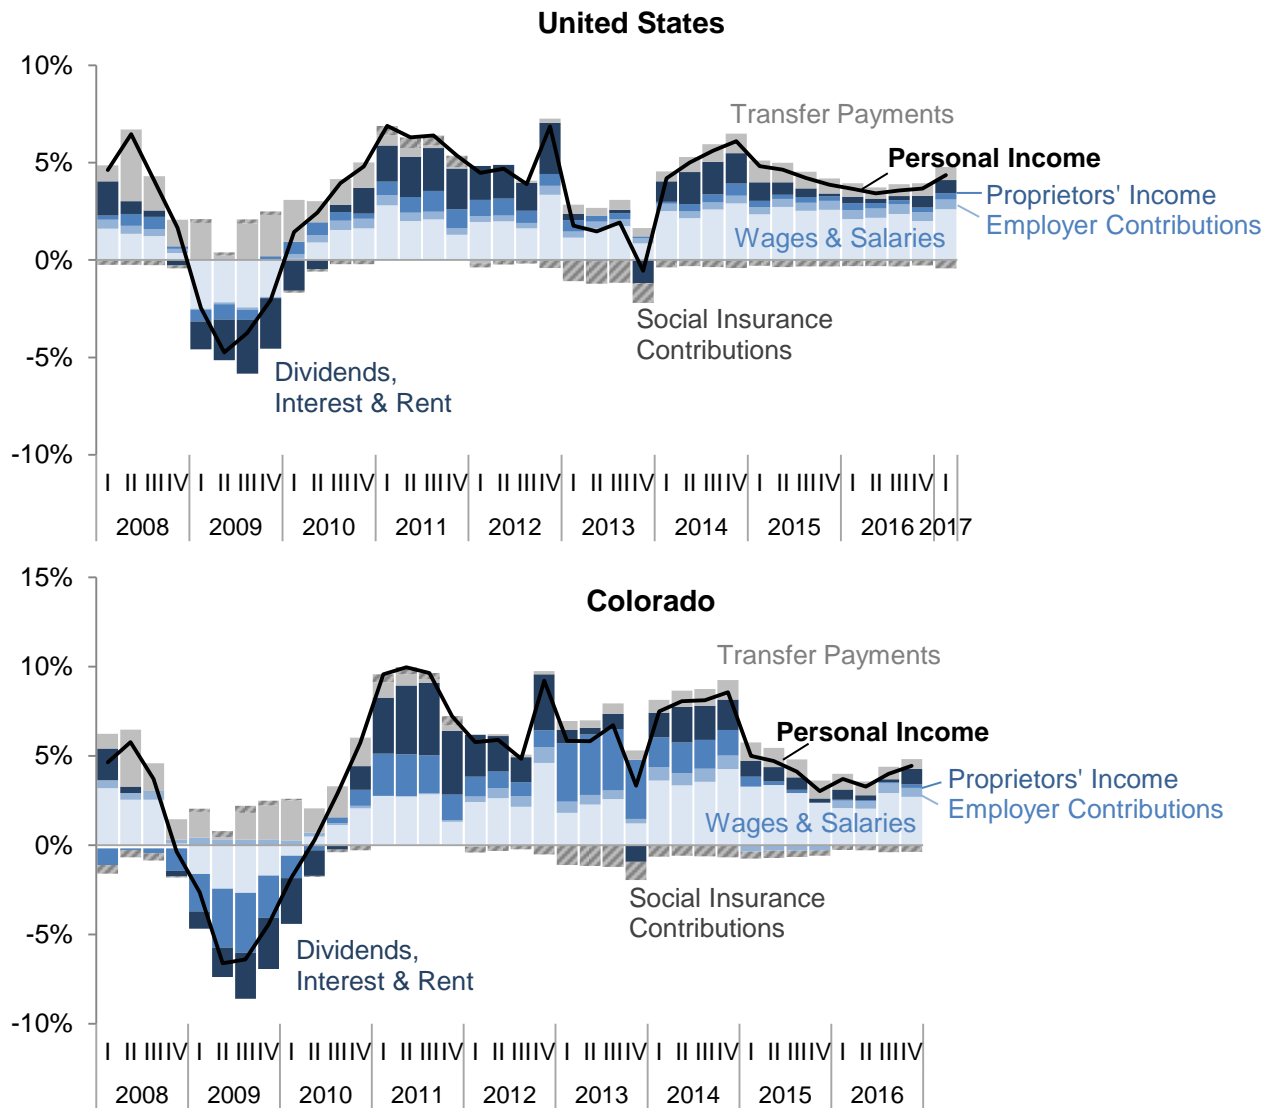 United States
10%
5%
0%
-5%
-10%
Transfer Payments
Personal Income
Proprietors' Income
Employer Contributions
Wages & Salaries
Social Insurance
Contributions
Dividends,
Interest & Rent
I II III IV I II III IV I II III IV I II III IV I II III IV I II III IV I II III IV I II III IV I II III IV I
2008 2009 2010 2011 2012 2013 2014 2015 2016 2017
Colorado
15%
10%
5%
0%
-5%
-10%
Transfer Payments
Personal Income
Proprietors' Income
Employer Contributions
Wages & Salaries
Social Insurance
Contributions
Dividends,
Interest & Rent
I II III IV I II III IV I II III IV I II III IV I II III IV I II III IV I II III IV I II III IV I II III IV
2008 2009 2010 2011 2012 2013 2014 2015 2016